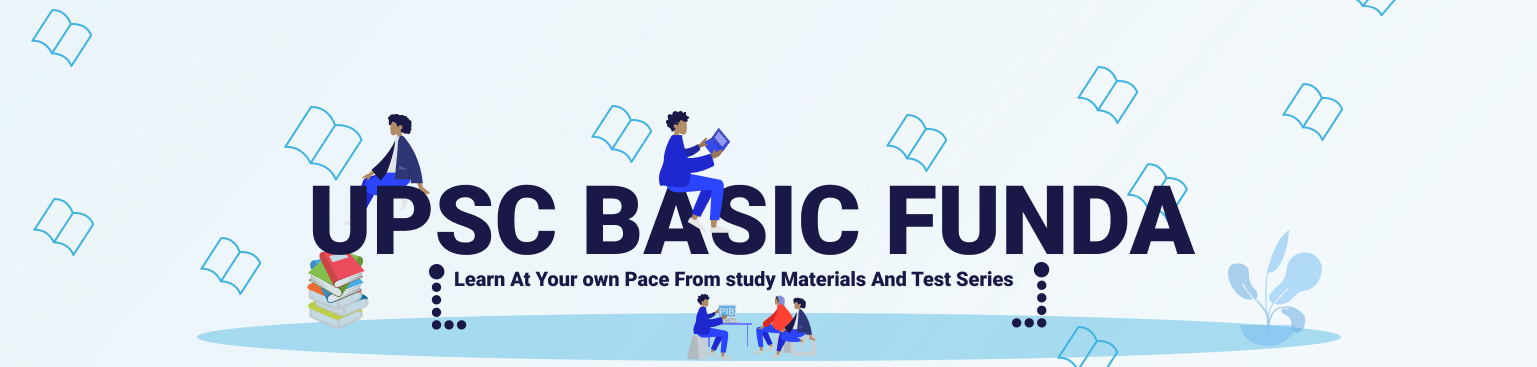 UPSC BASIC FUNDA
Learn At Your own Pace From study Materials And Test Series
PIB